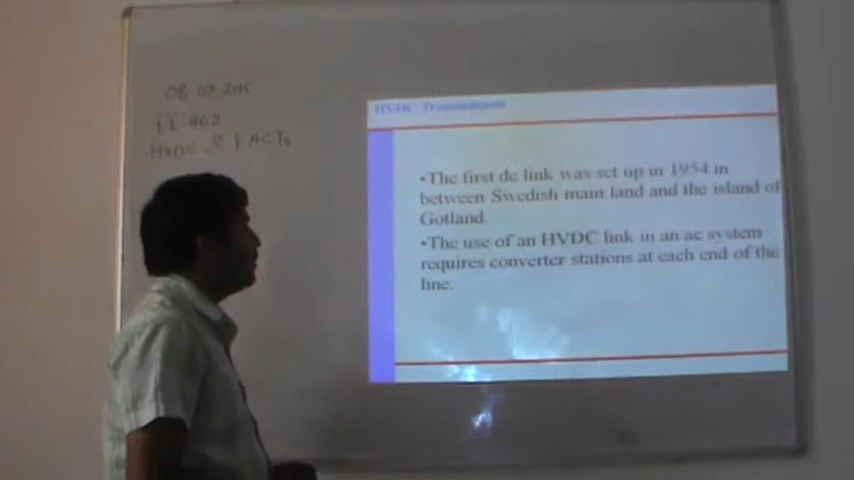 HVDC Transmission
•The first dc link was set up in 1954 in
between Swedish main land and the island of
Gotland.
•The use of an HVDC link in an ac system
requires converter stations at each end of the
line.
EE-462
HVDC & FACTs